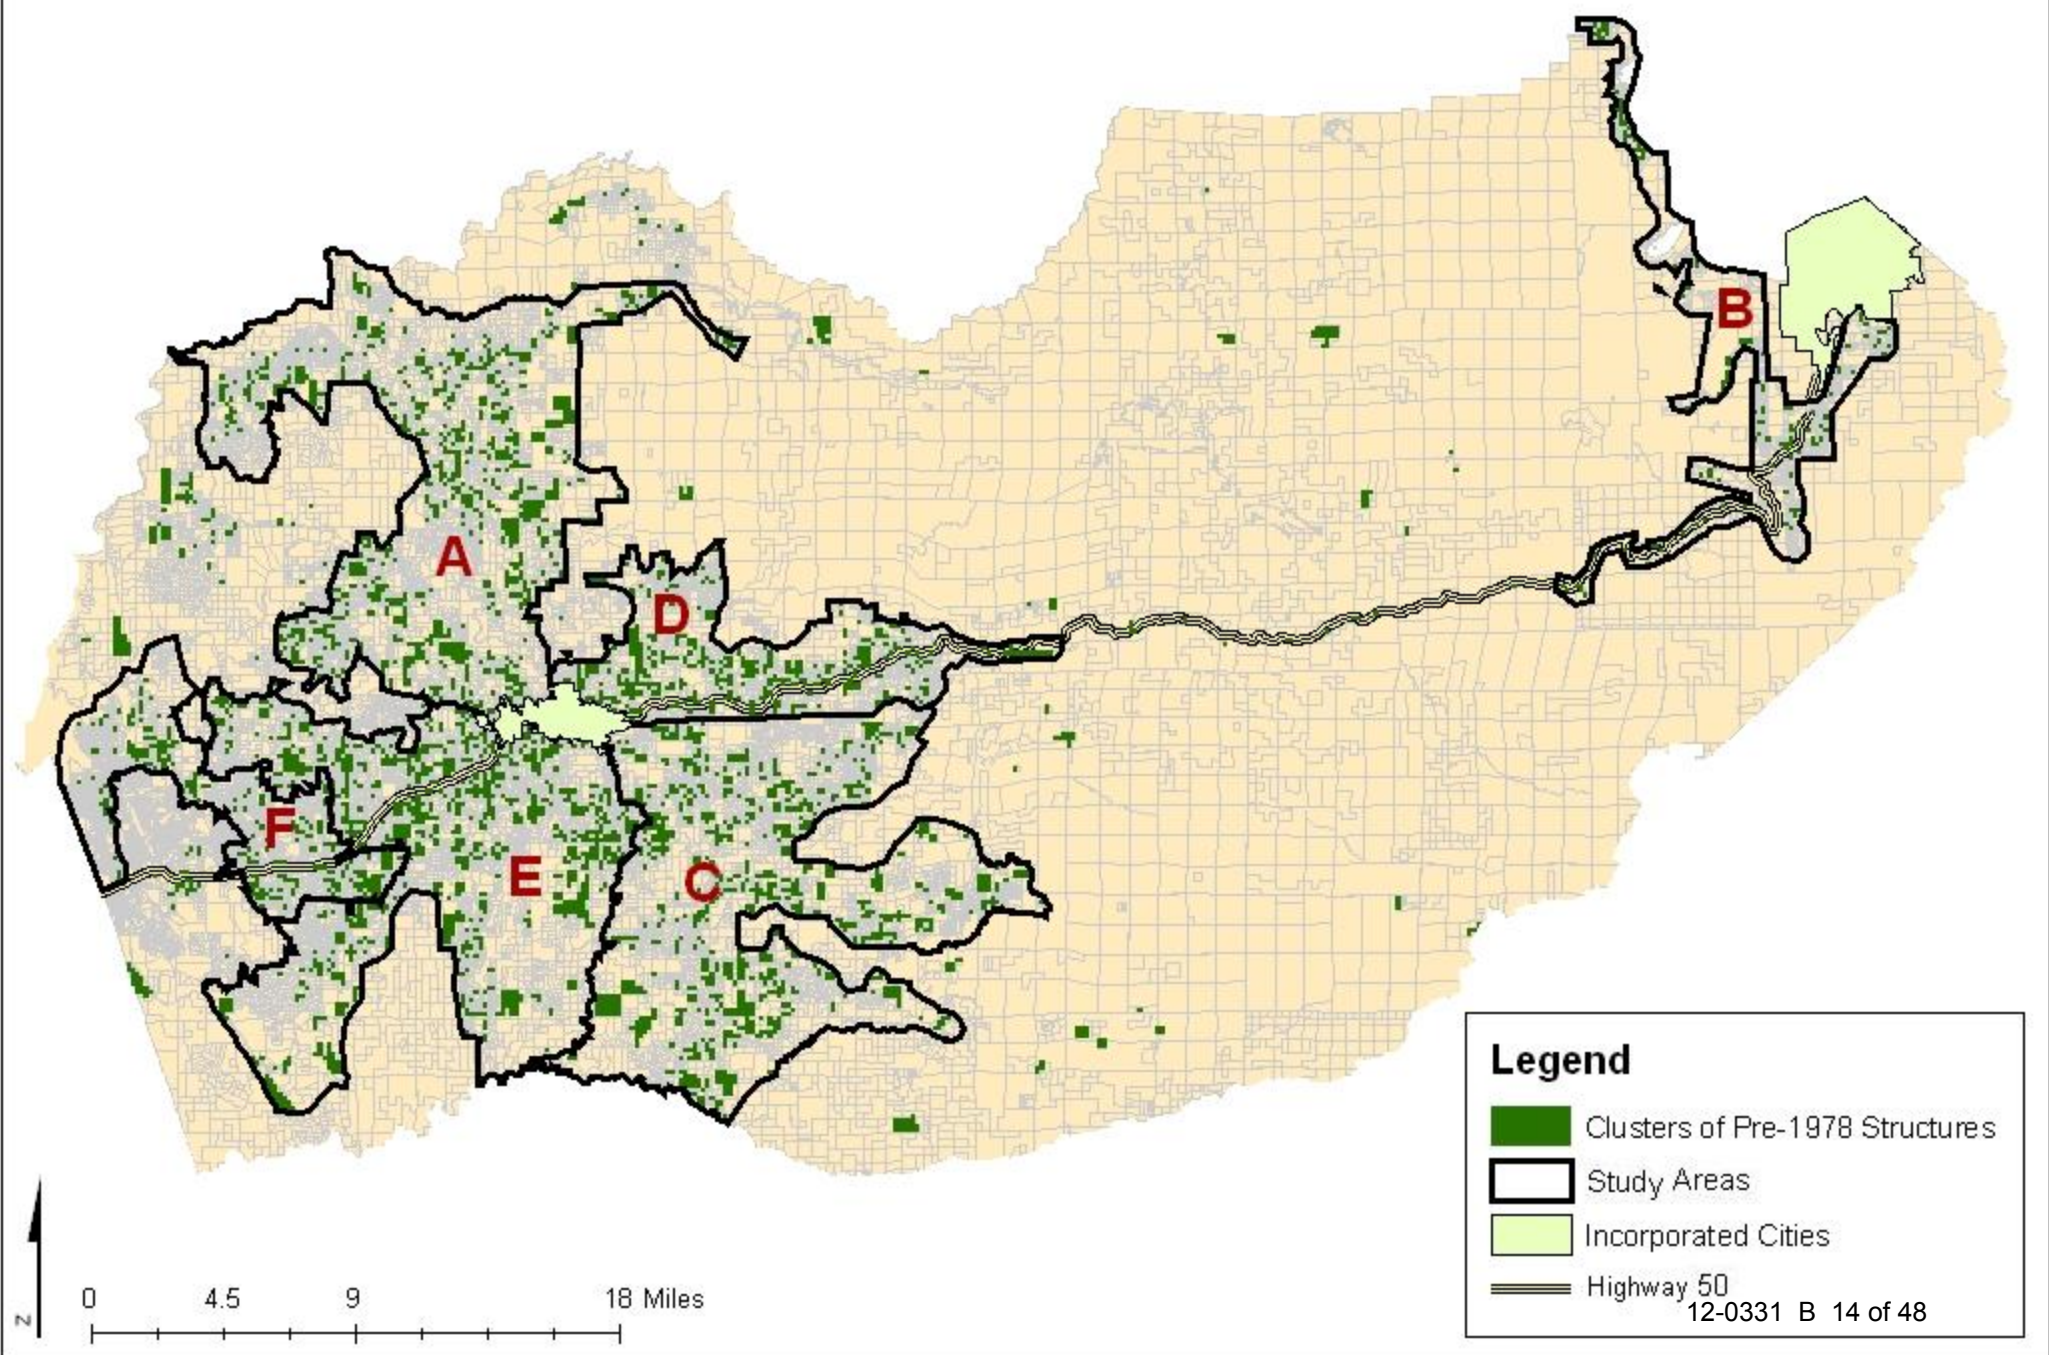 B
A
D
F
E
C
Legend
Clusters of Pre-1978 Structures
Study Areas
Incorporated Cities
Highway 50
12-0331 B 14 of 48
0 4.5 9 18 Miles
Z